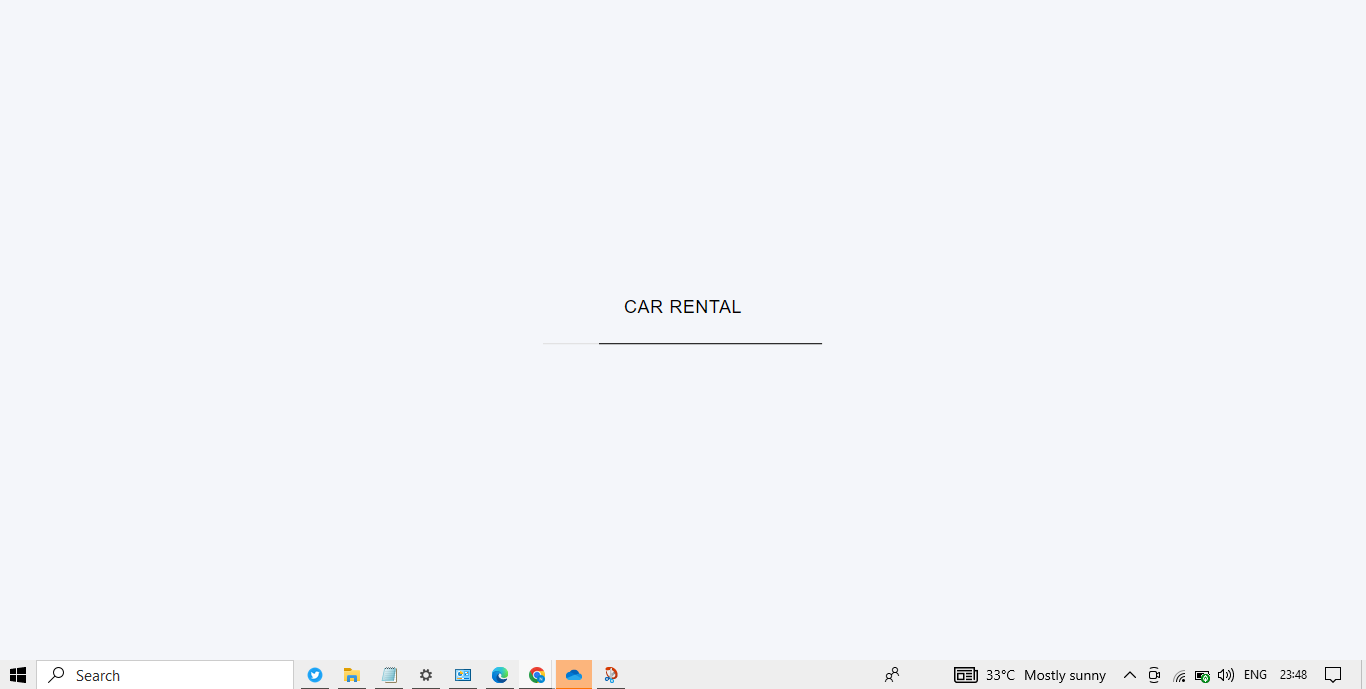 CAR RENTAL
Search
33°C Mostly sunny
ENG
23:48